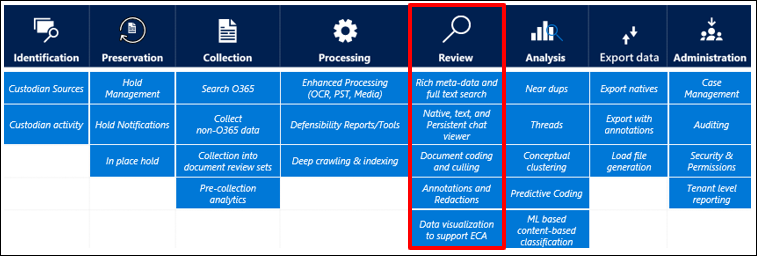 Identification Preservation Collection Processing Review Analysis Export data Administration
Custodian Sources
Custodian activity
Hold
Management
Hold Notifications
In place hold
Search O365
Collect
non-O365 data
Collection into
document review sets
Pre-collection
analytics
Enhanced Processing
(OCR, PST, Media)
Defensibility Reports/Tools
Deep crawling & indexing
Rich meta-data and
full text search
Native, text, and
Persistent chat
viewer
Document coding
and culling
Annotations and
Redactions
Data visualization
to support ECA
Near dups
Threads
Conceptual
clustering
Predictive Coding
ML based
content-based
classification
Export natives
Export with
annotations
Load file
generation
Case
Management
Auditing
Security &
Permissions
Tenant level
reporting